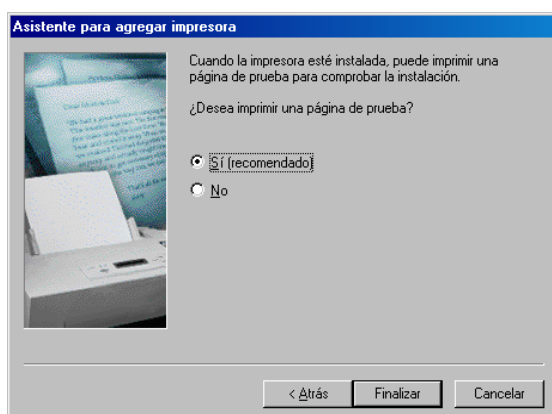 Asistente para agregar impresora
Cuando la impresora esté instalada, puede imprimir una
página de prueba para comprobar la instalación.
¿Desea imprimir una página de prueba?
Sí (recomendado)
No
< Atrás
Finalizar
Cancelar